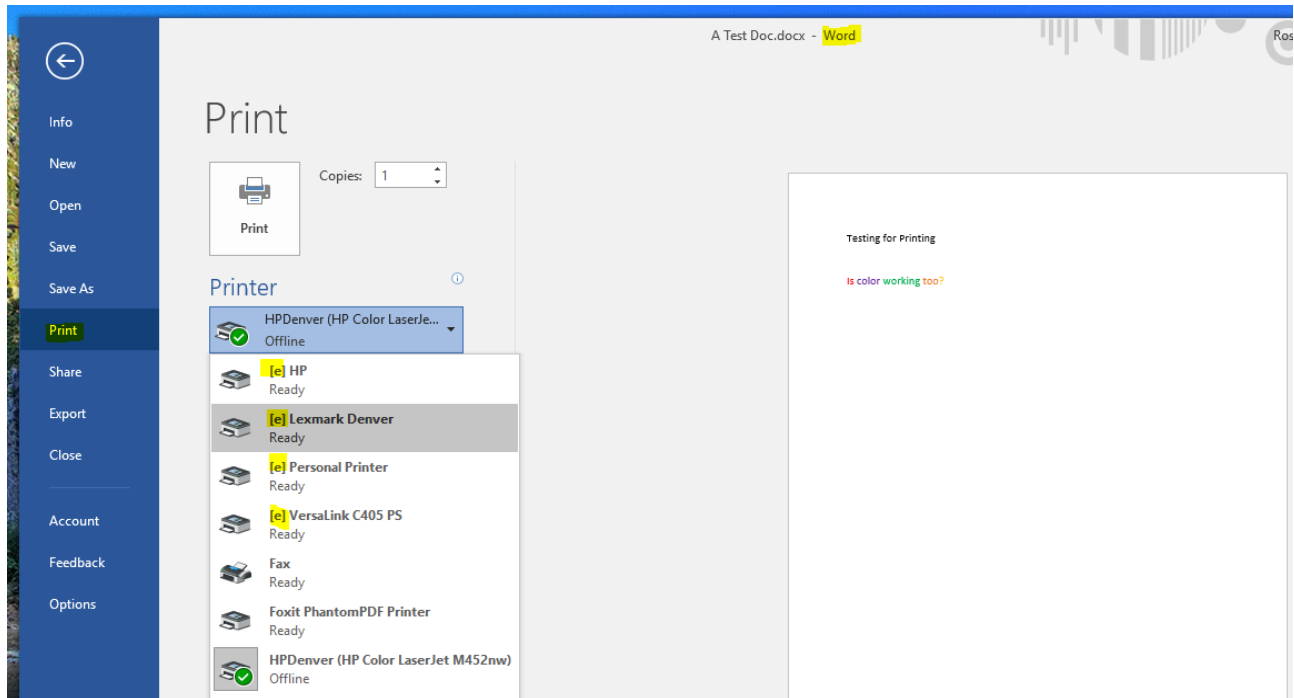 A Test Doc.docx - Word
Ros
Info
New
Open
Save
Save As
Print
Share
Export
Close
Account
Feedback
Options
Print
Print
Copies: 1
Printer
HPDenver (HP Color LaserJe...
Offline
[e] HP
Ready
[e] Lexmark Denver
Ready
[e] Personal Printer
Ready
[e] VersaLink C405 PS
Ready
Fax
Ready
Foxit PhantomPDF Printer
Ready
HPDenver (HP Color LaserJet M452nw)
Offline
Testing for Printing
Is color working too?